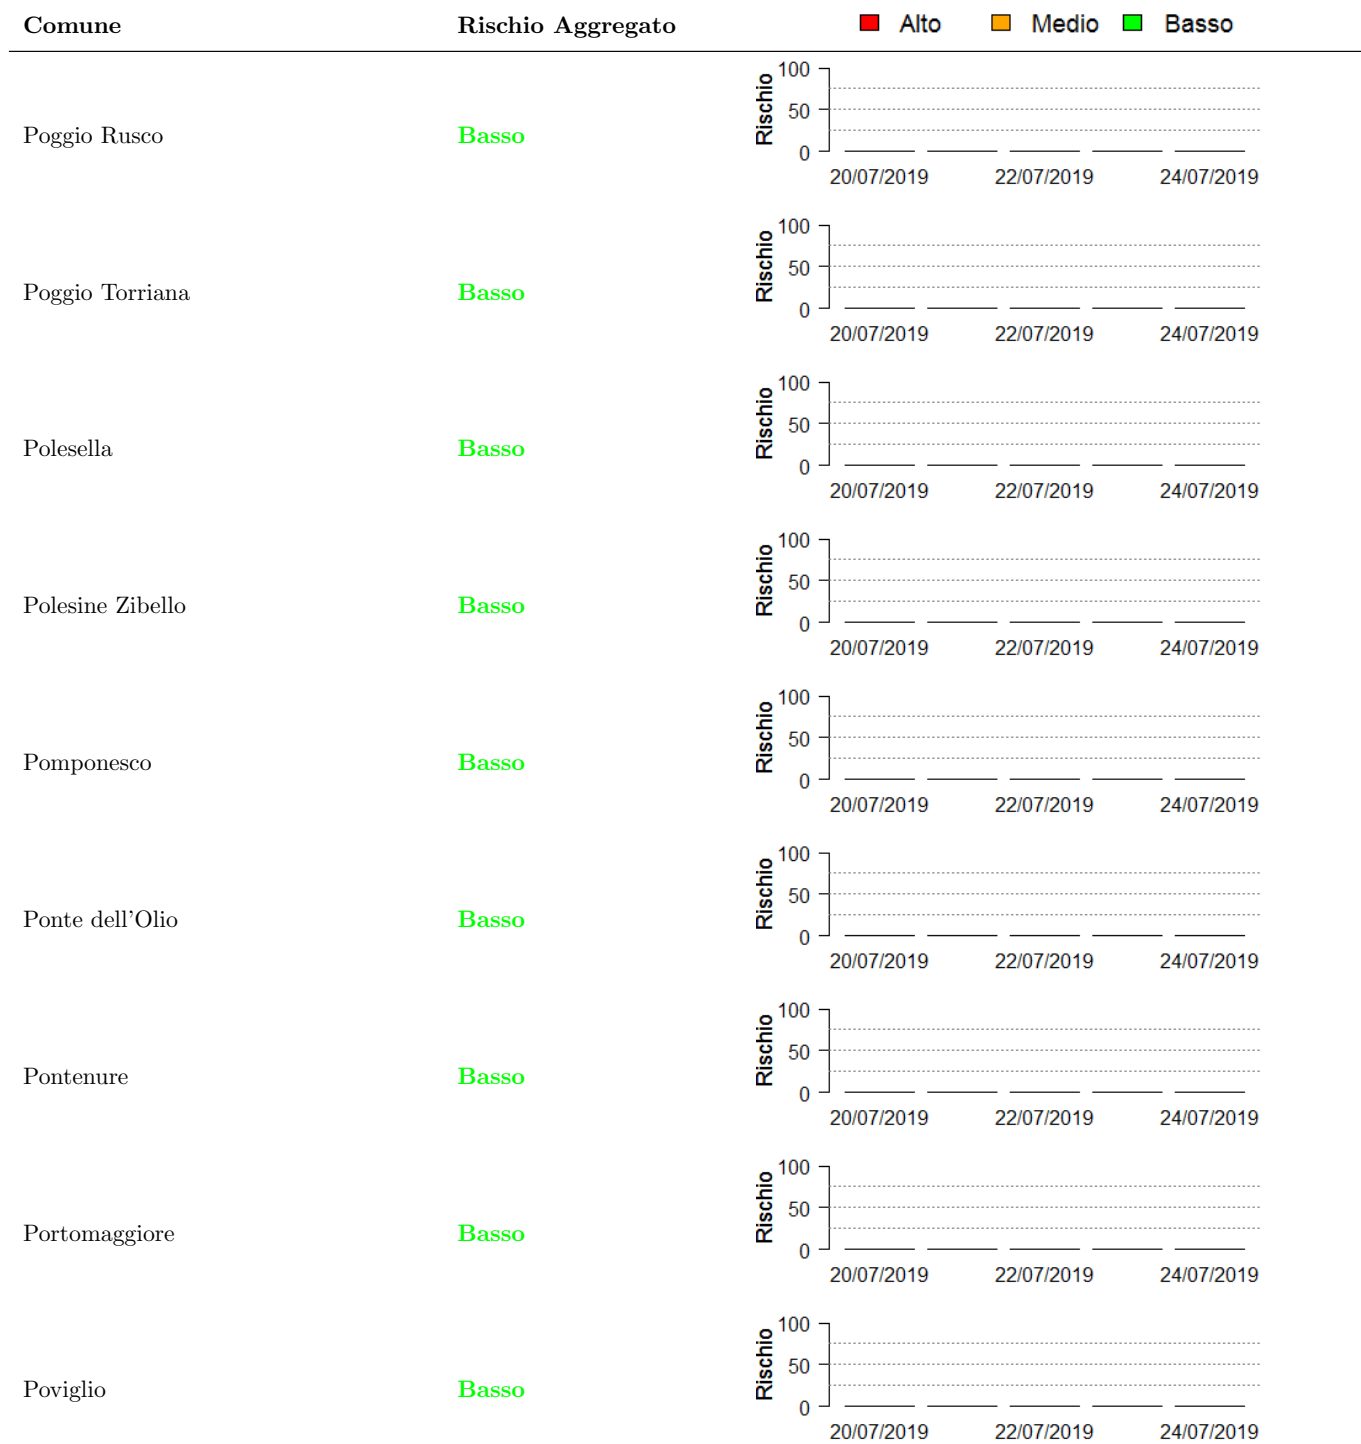 Comune Rischio Aggregato Alto Medio Basso
100
50
0
Rischio
Poggio Rusco Basso
20/07/2019 22/07/2019 24/07/2019
100
50
0
Rischio
Poggio Torriana Basso
20/07/2019 22/07/2019 24/07/2019
100
50
0
Rischio
Polesella Basso
20/07/2019 22/07/2019 24/07/2019
100
50
0
Rischio
Polesine Zibello Basso
20/07/2019 22/07/2019 24/07/2019
100
50
0
Rischio
Pomponesco Basso
20/07/2019 22/07/2019 24/07/2019
100
50
0
Rischio
Ponte dell'Olio Basso
20/07/2019 22/07/2019 24/07/2019
100
50
0
Rischio
Pontenure Basso
20/07/2019 22/07/2019 24/07/2019
100
50
0
Rischio
Portomaggiore Basso
20/07/2019 22/07/2019 24/07/2019
100
50
0
Rischio
Poviglio Basso
20/07/2019 22/07/2019 24/07/2019